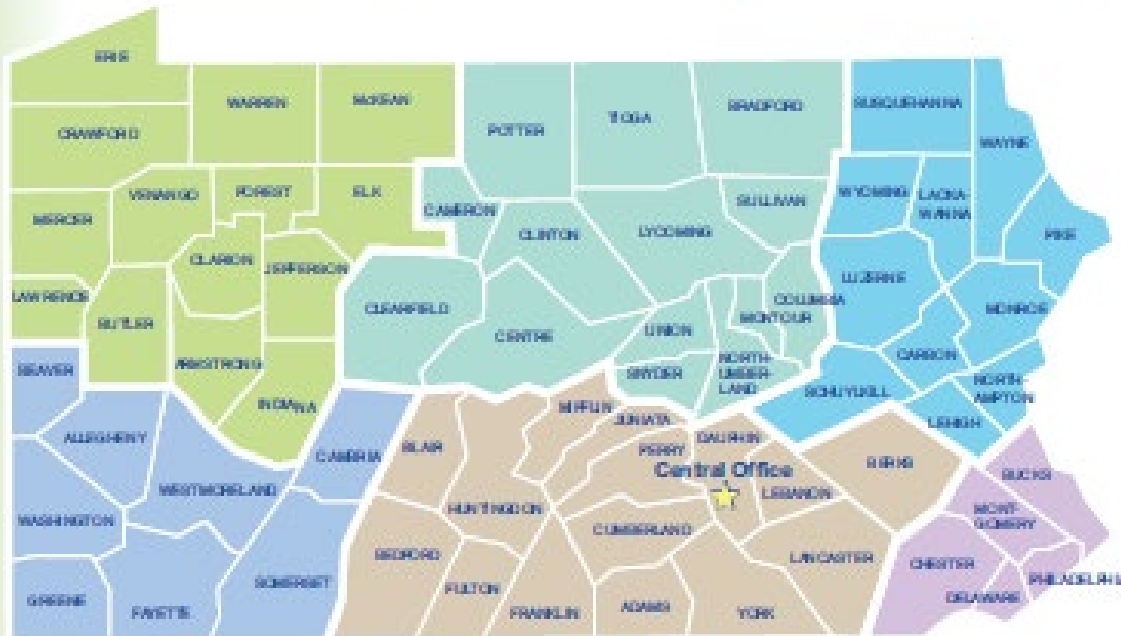 ERIE
WARREN
McKEAN
CRAWFORD
POTTER
TIOGA
BRADFORD
SUSQUEHANNA
WAYNE
MERCER
VENANGO
FOREST
ELK
CAMERON
CLINTON
LYCOMING
SULLIVAN
WYOMING
LACKA-
WANNA
PIKE
LAWRENCE
BUTLER
CLARION
JEFFERSON
CLEARFIELD
CENTRE
UNION
COLUMBIA
MONTOUR
LUZERNE
MONROE
BEAVER
ARMSTRONG
INDIANA
SNYDER
NORTH-
UMBER-
LAND
SCHUYLKILL
CARBON
NORTH-
AMPTON
LEHIGH
ALLEGHENY
WESTMORELAND
CAMBRIA
BLAIR
HUNTINGDON
MIFFLIN
JUNIATA
PERRY
DAUPHIN
Central Office
LEBANON
BERKS
BUCKS
MONT-
GOMERY
WASHINGTON
GREENE
FAYETTE
SOMERSET
BEDFORD
FULTON
FRANKLIN
CUMBERLAND
ADAMS
YORK
LANCASTER
CHESTER
DELAWARE
PHILADELPHI